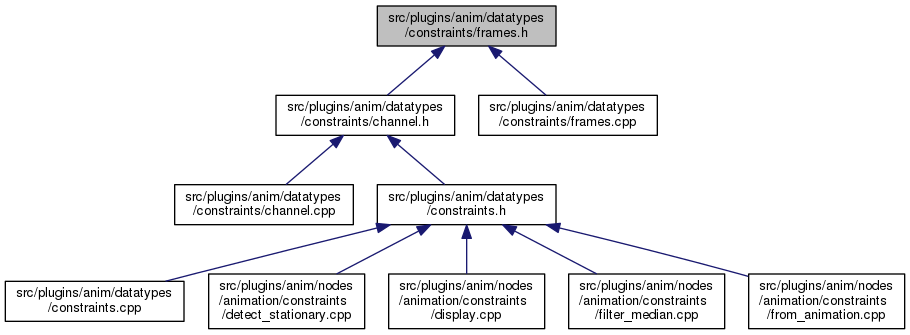 src/plugins/anim/datatypes
/constraints/frames.h
src/plugins/anim/datatypes
/constraints/channel.h
src/plugins/anim/datatypes
/constraints/frames.cpp
src/plugins/anim/datatypes
/constraints/channel.cpp
src/plugins/anim/datatypes
/constraints.h
src/plugins/anim/datatypes
/constraints.cpp
src/plugins/anim/nodes
/animation/constraints
/detect_stationary.cpp
src/plugins/anim/nodes
/animation/constraints
/display.cpp
src/plugins/anim/nodes
/animation/constraints
/filter_median.cpp
src/plugins/anim/nodes
/animation/constraints
/from_animation.cpp